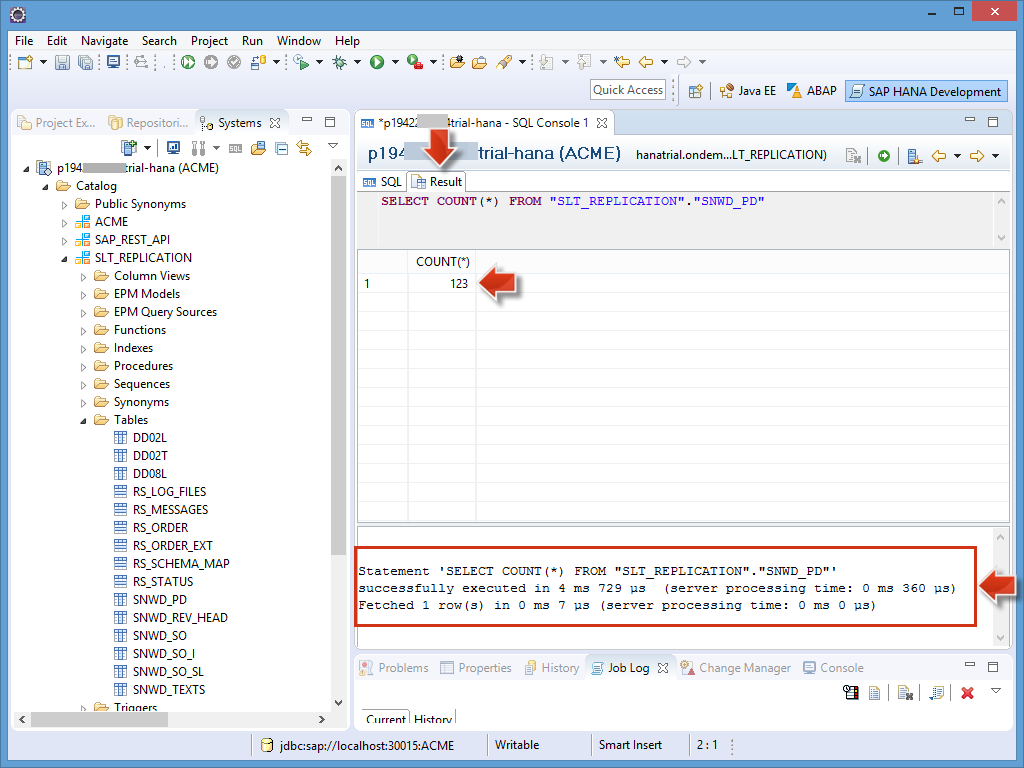 File Edit Navigate Search Project Run Window Help
Quick Access
Java EE
ABAP
SAP HANA Development
Project Ex...
Repositori...
Systems
SQL
p194 trial-hana (ACME)
Catalog
Public Synonyms
ACME
SAP_REST_API
SLT_REPLICATION
Column Views
EPM Models
EPM Query Sources
Functions
Indexes
Procedures
Sequences
Synonyms
Tables
DD02L
DD02T
DD08L
RS_LOG_FILES
RS_MESSAGES
RS_ORDER
RS_ORDER_EXT
RS_SCHEMA_MAP
RS_STATUS
SNWD_PD
SNWD_REV_HEAD
SNWD_SO
SNWD_SO_I
SNWD_SO_SL
SNWD_TEXTS
Triggers
SQL *p1942 trial-hana - SQL Console 1
p194 trial-hana (ACME) hanatrial.ondem...LT_REPLICATION)
SQL SQL Result
SELECT COUNT(*) FROM "SLT_REPLICATION"."SNWD_PD"
COUNT(*)
1 123
Statement 'SELECT COUNT(*) FROM "SLT_REPLICATION"."SNWD_PD"'
successfully executed in 4 ms 729 µs (server processing time: 0 ms 360 µs)
Fetched 1 row(s) in 0 ms 7 µs (server processing time: 0 ms 0 µs)
Problems Properties History Job Log Change Manager Console
Current History
jdbc:sap://localhost:30015:ACME Writable Smart Insert 2 : 1